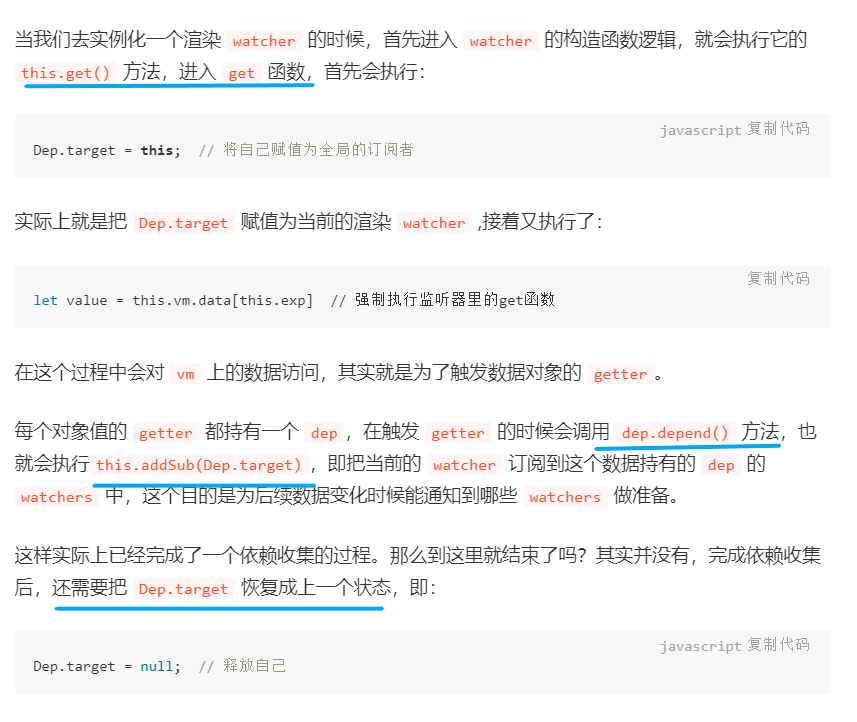 当我们去实例化一个渲染 watcher 的时候，首先进入 watcher 的构造函数逻辑，就会执行它的
this.get() 方法，进入 get 函数，首先会执行：
javascript 复制代码
Dep.target = this;  // 将自己赋值为全局的订阅者
实际上就是把 Dep.target 赋值为当前的渲染 watcher ,接着又执行了：
复制代码
let value = this.vm.data[this.exp]  // 强制执行监听器里的get函数
在这个过程中会对 vm 上的数据访问，其实就是为了触发数据对象的 getter 。
每个对象值的 getter 都持有一个 dep ，在触发 getter 的时候会调用 dep.depend() 方法，也
就会执行 this.addSub(Dep.target) ，即把当前的 watcher 订阅到这个数据持有的 dep 的
watchers 中，这个目的是为后续数据变化时候能通知到哪些 watchers 做准备。
这样实际上已经完成了一个依赖收集的过程。那么到这里就结束了吗？其实并没有，完成依赖收集
后，还需要把 Dep.target 恢复成上一个状态，即：
javascript 复制代码
Dep.target = null;  // 释放自己